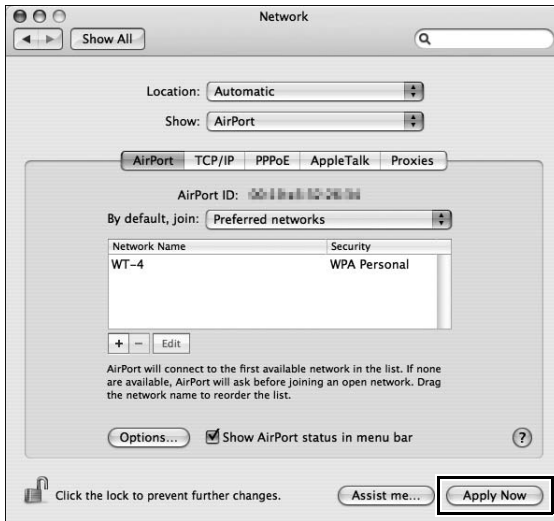 Network
Show All
Location: Automatic
Show: AirPort
AirPort TCP/IP PPPoE AppleTalk Proxies
AirPort ID:
By default, join: Preferred networks
Network Name Security
WT-4 WPA Personal
+ - Edit
AirPort will connect to the first available network in the list. If none
are available, AirPort will ask before joining an open network. Drag
the network name to reorder the list.
Options... Show AirPort status in menu bar ?
Click the lock to prevent further changes. Assist me... Apply Now